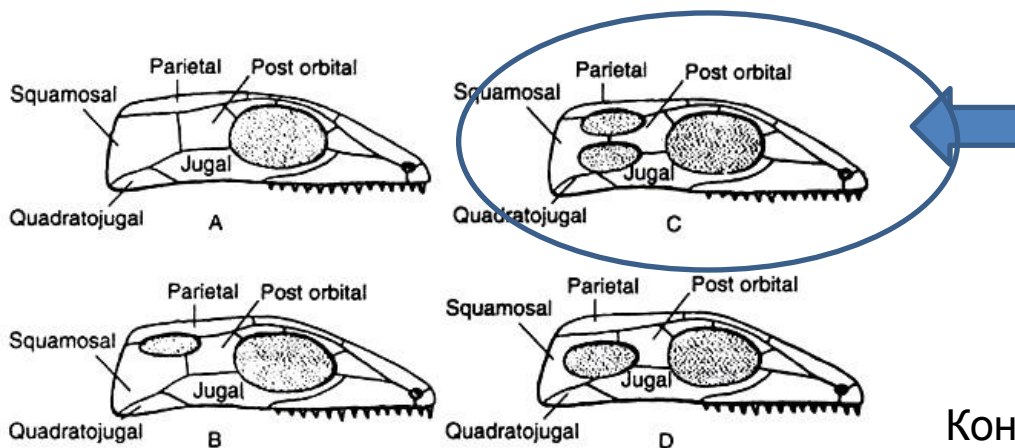 Parietal
Post orbital
Squamosal
Jugal
Quadratojugal
A
Parietal
Post orbital
Squamosal
Jugal
Quadratojugal
C
Parietal
Post orbital
Squamosal
Jugal
Quadratojugal
B
Parietal
Post orbital
Squamosal
Jugal
Quadratojugal
D
Кон